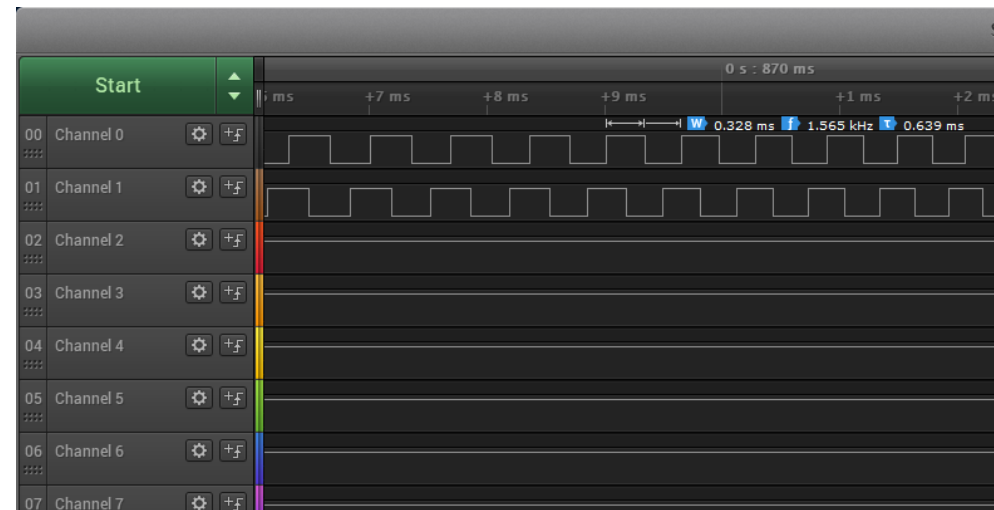 0 s : 870 ms
Start
ms +7 ms +8 ms +9 ms +1 ms +2 ms
00 Channel 0
W 0.328 ms f 1.565 kHz τ 0.639 ms
01 Channel 1
02 Channel 2
03 Channel 3
04 Channel 4
05 Channel 5
06 Channel 6
07 Channel 7